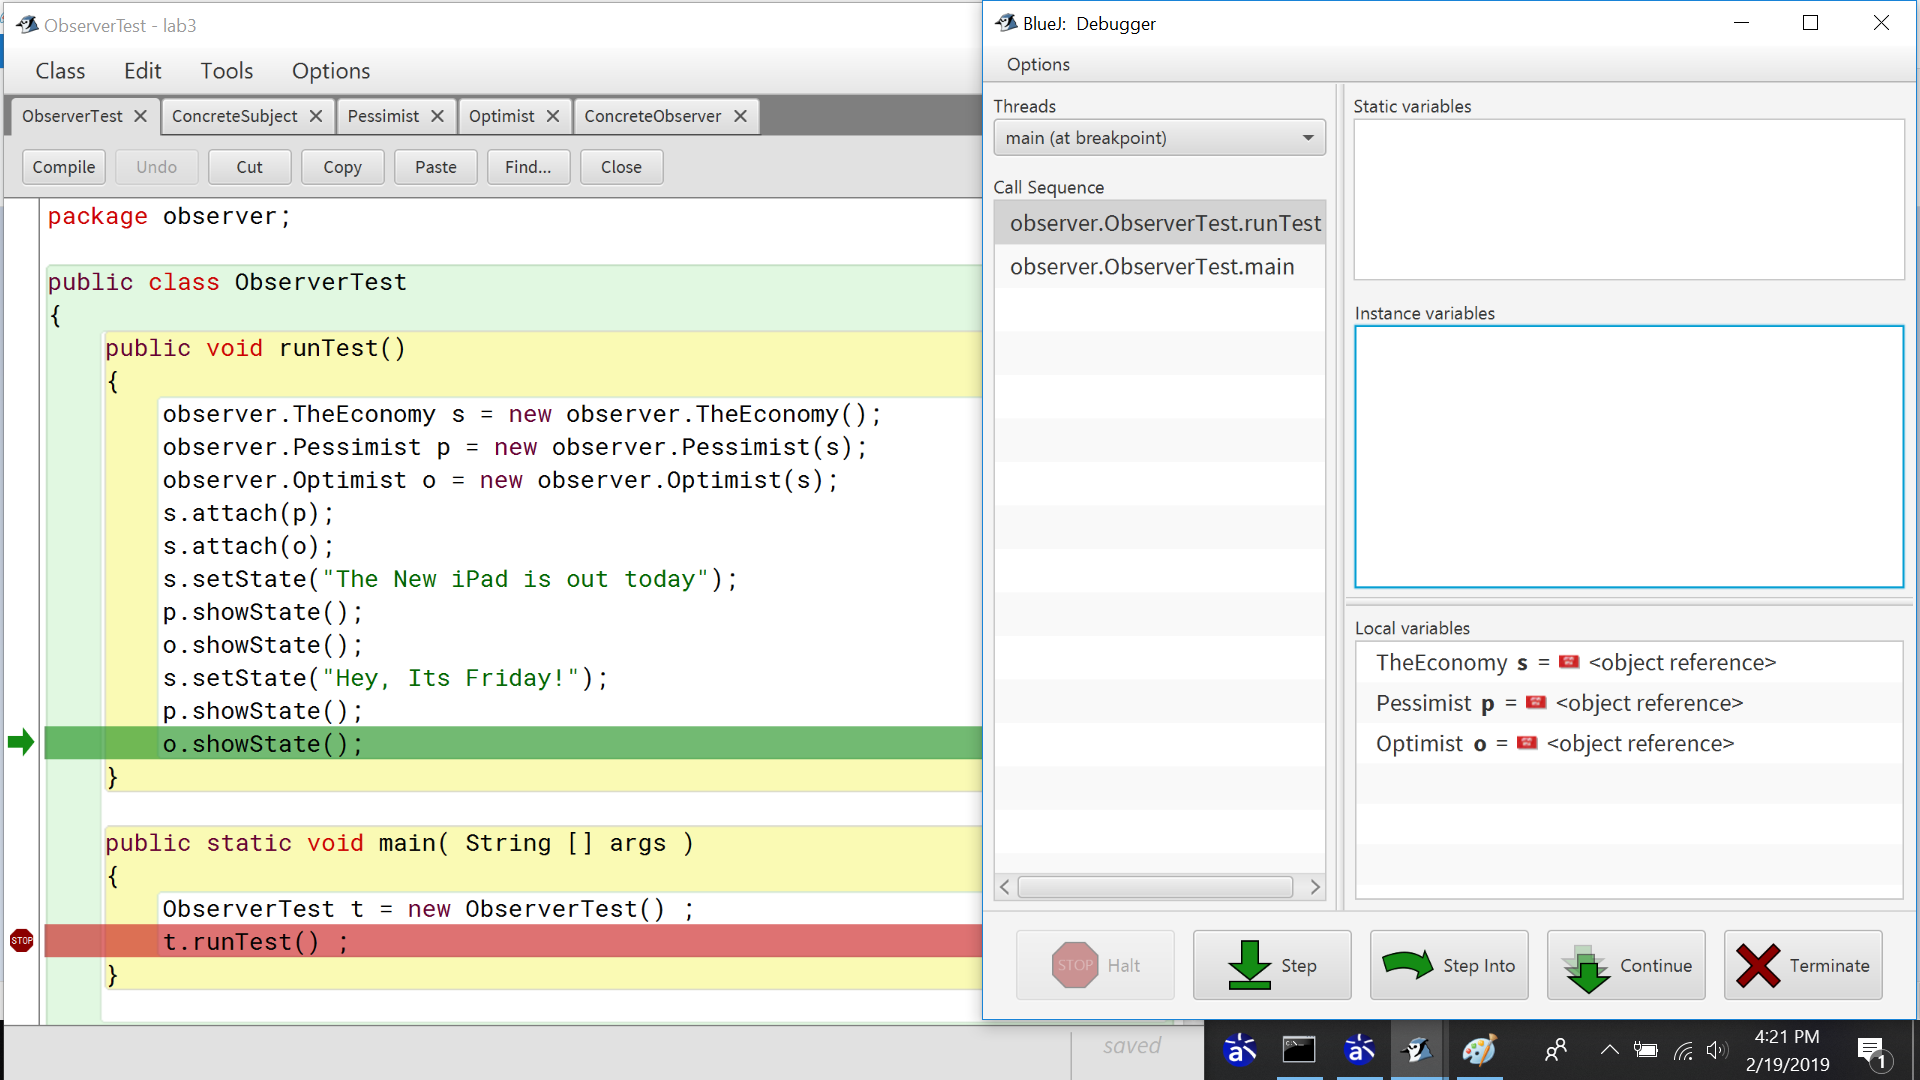 ObserverTest - lab3
Class Edit Tools Options
ObserverTest ConcreteSubject Pessimist Optimist ConcreteObserver
Compile Undo Cut Copy Paste Find... Close
package observer;
public class ObserverTest
{
public void runTest()
{
observer.TheEconomy s = new observer.TheEconomy();
observer.Pessimist p = new observer.Pessimist(s);
observer.Optimist o = new observer.Optimist(s);
s.attach(p);
s.attach(o);
s.setState("The New iPad is out today");
p.showState();
o.showState();
s.setState("Hey, Its Friday!");
p.showState();
o.showState();
}
public static void main( String [] args )
{
ObserverTest t = new ObserverTest() ;
STOP t.runTest() ;
}
saved
BlueJ: Debugger
Options
Threads
main (at breakpoint)
Call Sequence
observer.ObserverTest.runTest
observer.ObserverTest.main
Static variables
Instance variables
Local variables
TheEconomy s = <object reference>
Pessimist p = <object reference>
Optimist o = <object reference>
STOP Halt Step Step Into Continue Terminate
4:21 PM
2/19/2019
1